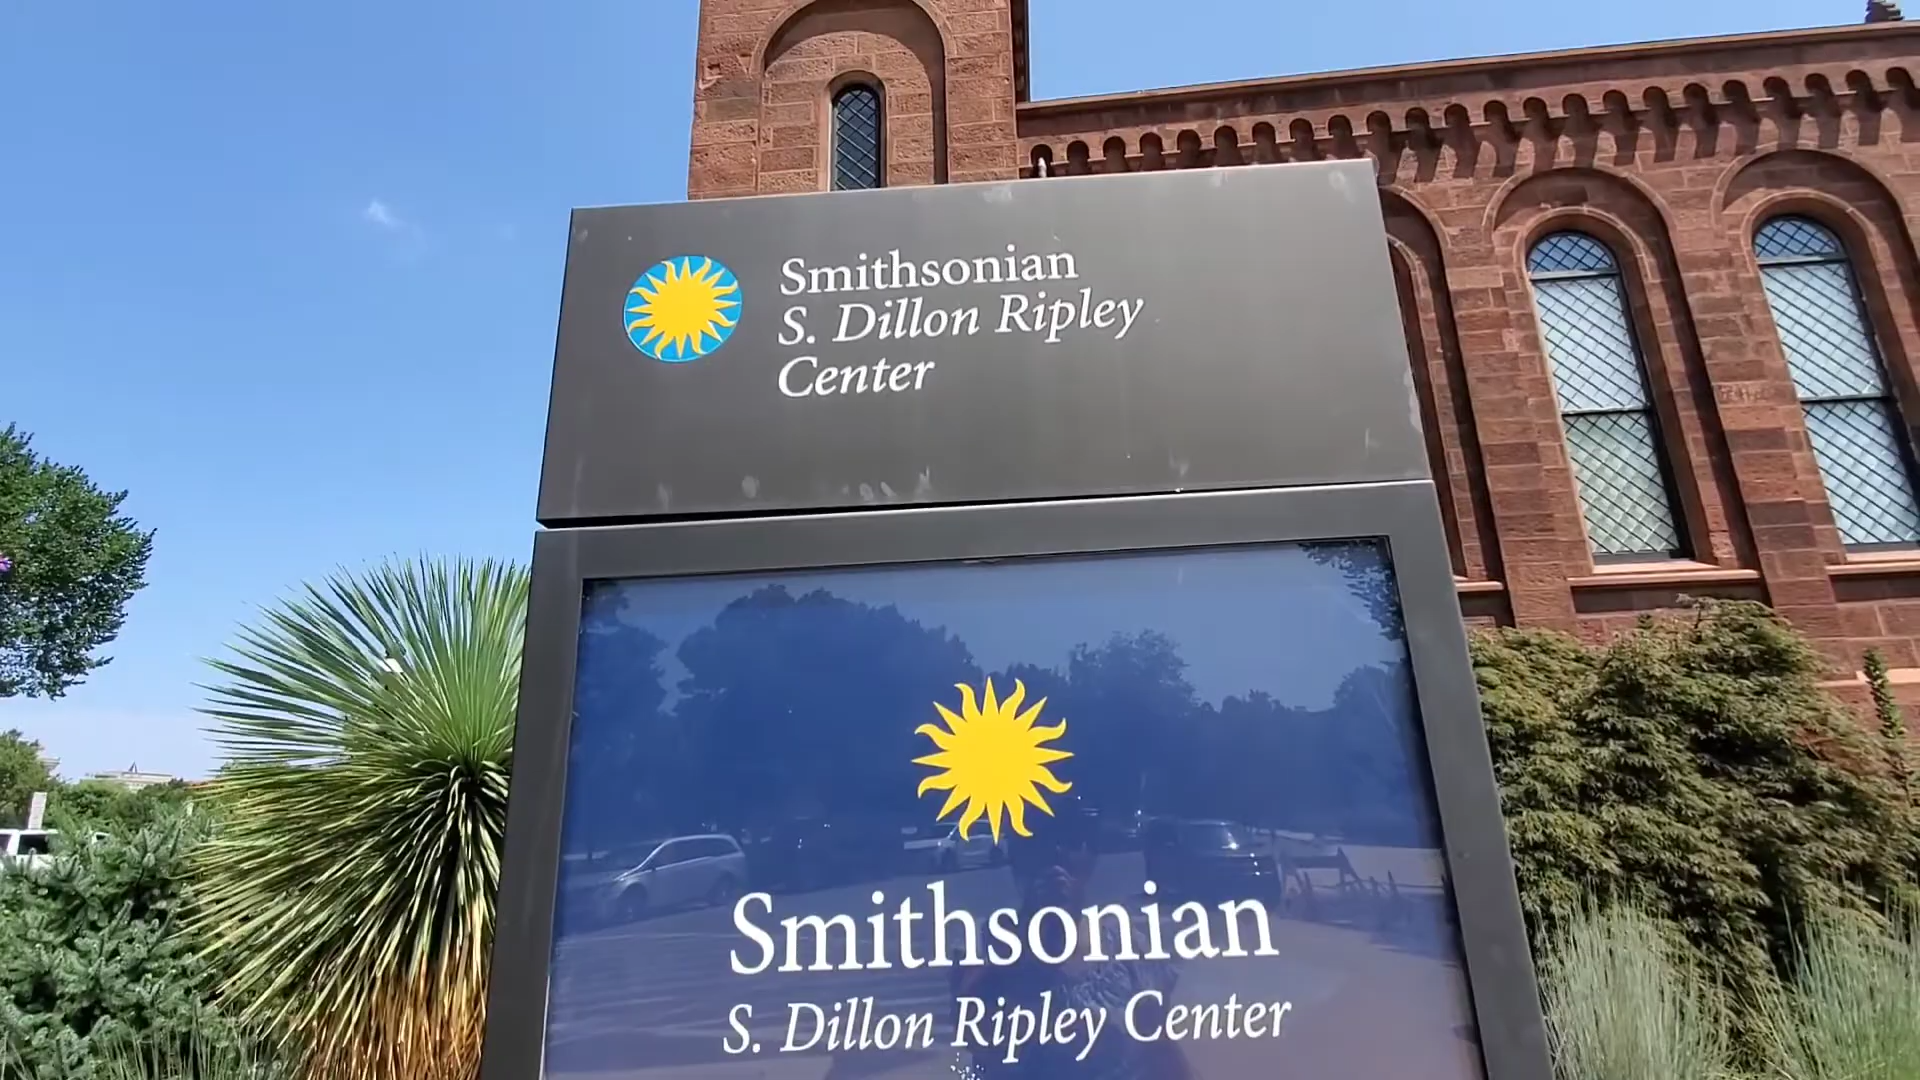 Smithsonian
S. Dillon Ripley
Center
Smithsonian
S. Dillon Ripley Center